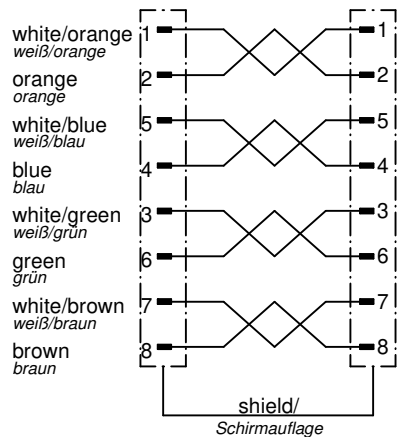 white/orange 1 1
weiß/orange
orange 2 2
orange
white/blue 5 5
weiß/blau
blue 4 4
blau
white/green 3 3
weiß/grün
green 6 6
grün
white/brown 7 7
weiß/braun
brown 8 8
braun
shield/
Schirmauflage